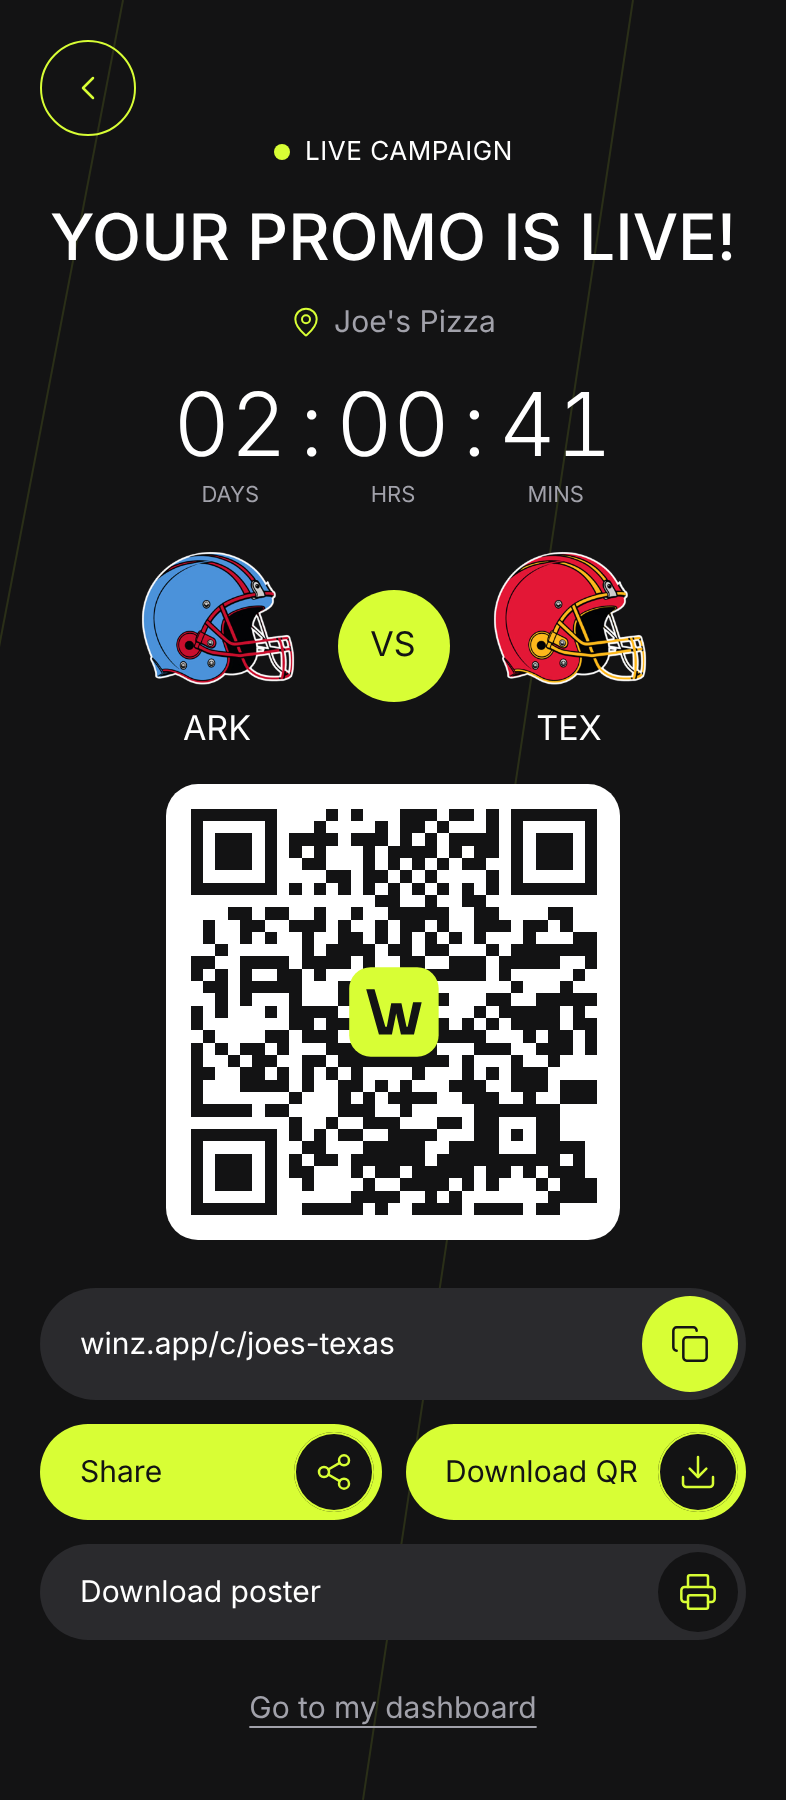 LIVE CAMPAIGN
YOUR PROMO IS LIVE!
Joe's Pizza
02 : 00 : 41
DAYS HRS MINS
VS
ARK TEX
W
winz.app/c/joes-texas
Share Download QR
Download poster
Go to my dashboard